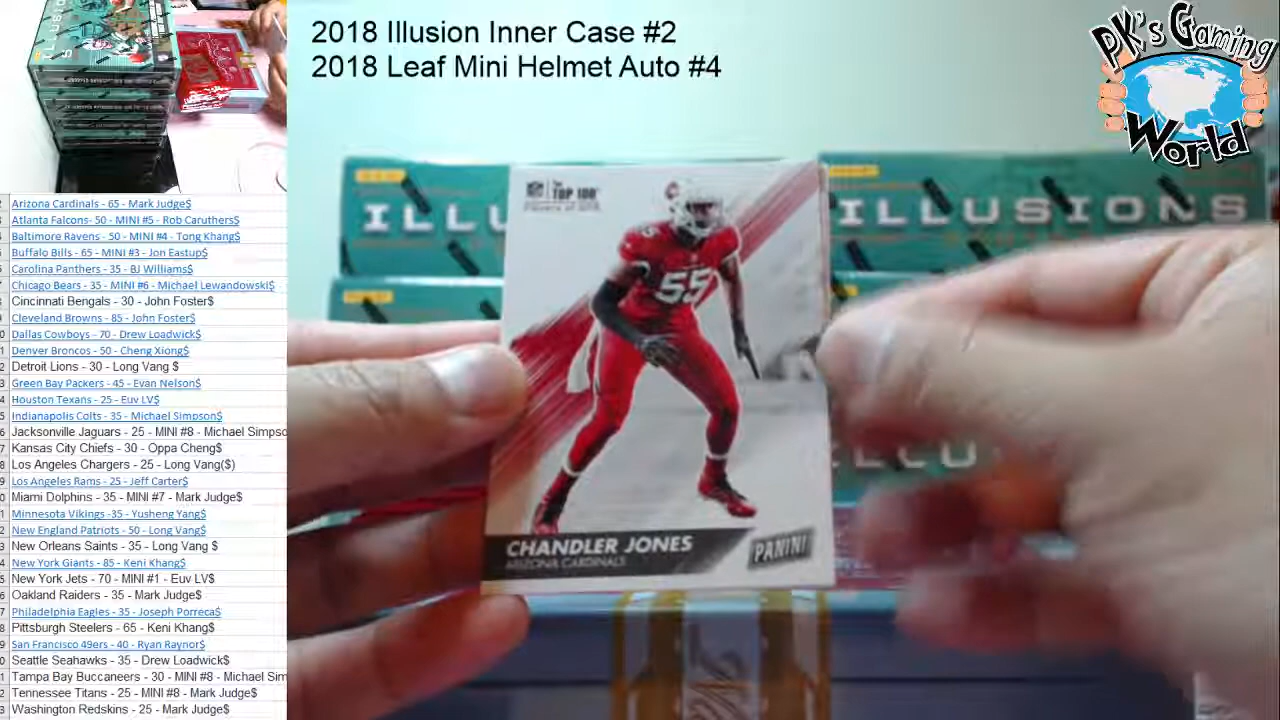 2018 Illusion Inner Case #2
2018 Leaf Mini Helmet Auto #4
PK's Gaming
World
Arizona Cardinals - 65 - Mark Judge$
Atlanta Falcons- 50 - MINI #5 - Rob Caruthers$
Baltimore Ravens - 50 - MINI #4 - Tong Khang$
Buffalo Bills - 65 - MINI #3 - Jon Eastup$
Carolina Panthers - 35 - BJ Williams$
Chicago Bears - 35 - MINI #6 - Michael Lewandowski$
Cincinnati Bengals - 30 - John Foster$
Cleveland Browns - 85 - John Foster$
Dallas Cowboys - 70 - Drew Loadwick$
Denver Broncos - 50 - Cheng Xiong$
Detroit Lions - 30 - Long Vang $
Green Bay Packers - 45 - Evan Nelson$
Houston Texans - 25 - Euv LV$
Indianapolis Colts - 35 - Michael Simpson$
Jacksonville Jaguars - 25 - MINI #8 - Michael Simpso
Kansas City Chiefs - 30 - Oppa Cheng$
Los Angeles Chargers - 25 - Long Vang($)
Los Angeles Rams - 25 - Jeff Carter$
Miami Dolphins - 35 - MINI #7 - Mark Judge$
Minnesota Vikings -35 - Yusheng Yang$
New England Patriots - 50 - Long Vang$
New Orleans Saints - 35 - Long Vang $
New York Giants - 85 - Keni Khang$
New York Jets - 70 - MINI #1 - Euv LV$
Oakland Raiders - 35 - Mark Judge$
Philadelphia Eagles - 35 - Joseph Porreca$
Pittsburgh Steelers - 65 - Keni Khang$
San Francisco 49ers - 40 - Ryan Raynor$
Seattle Seahawks - 35 - Drew Loadwick$
Tampa Bay Buccaneers - 30 - MINI #8 - Michael Sim
Tennessee Titans - 25 - MINI #8 - Mark Judge$
Washington Redskins - 25 - Mark Judge$
ILLU
ILLUSIONS
NFL
TOP 100
55
CHANDLER JONES
ARIZONA CARDINALS
PANINI